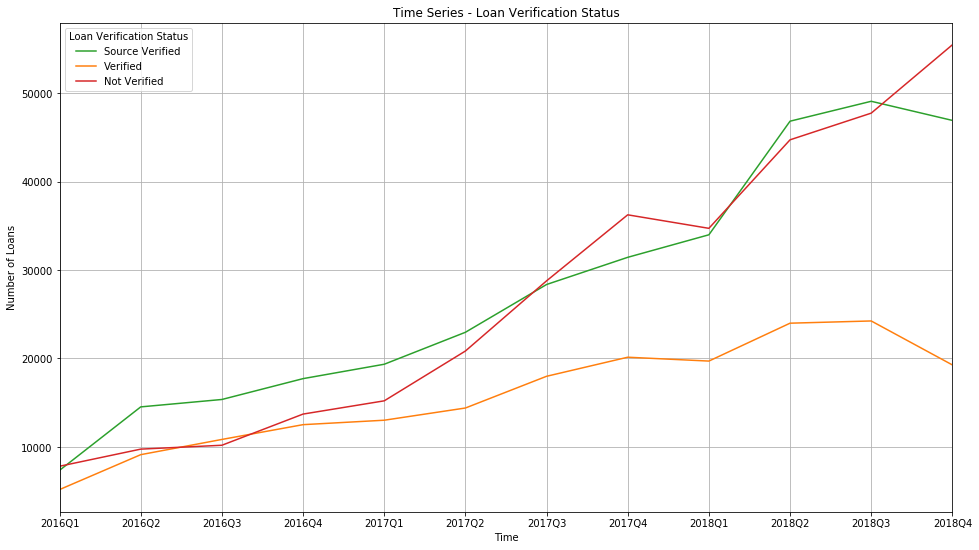 Time Series - Loan Verification Status
Loan Verification Status
Source Verified
Verified
Not Verified
Number of Loans
50000
40000
30000
20000
10000
2016Q1 2016Q2 2016Q3 2016Q4 2017Q1 2017Q2 2017Q3 2017Q4 2018Q1 2018Q2 2018Q3 2018Q4
Time